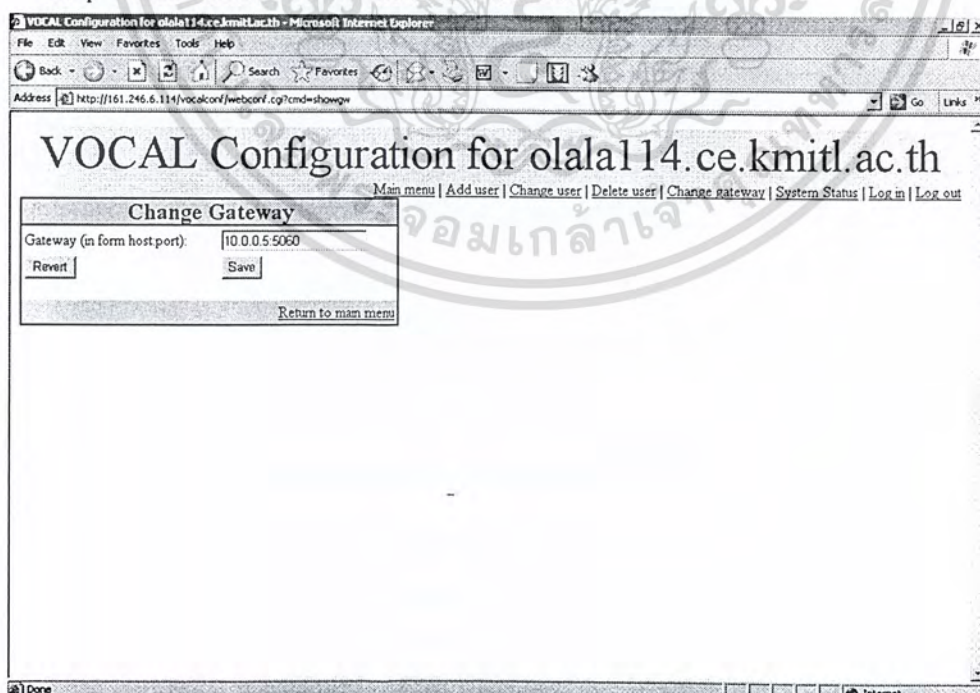 VOCAL Configuration for olala114.ce.kmitl.ac.th - Microsoft Internet Explorer
File Edit View Favorites Tools Help
Back Search Favorites
Address http://161.246.6.114/vocalconf/webconf.cgi?cmd=showgw Go Links »
VOCAL Configuration for olala114.ce.kmitl.ac.th
Main menu | Add user | Change user | Delete user | Change gateway | System Status | Log in | Log out
Change Gateway
Gateway (in form host:port): 10.0.0.5:5060
Revert Save
Return to main menu
Done Internet